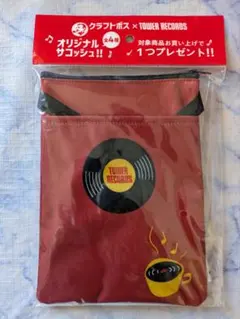 クラフトボス×TOWER RECORDS
オリジナル 全4種
サコッシュ!!
対象商品お買い上げで
✓1つプレゼント!!
TOWER
RECORDS